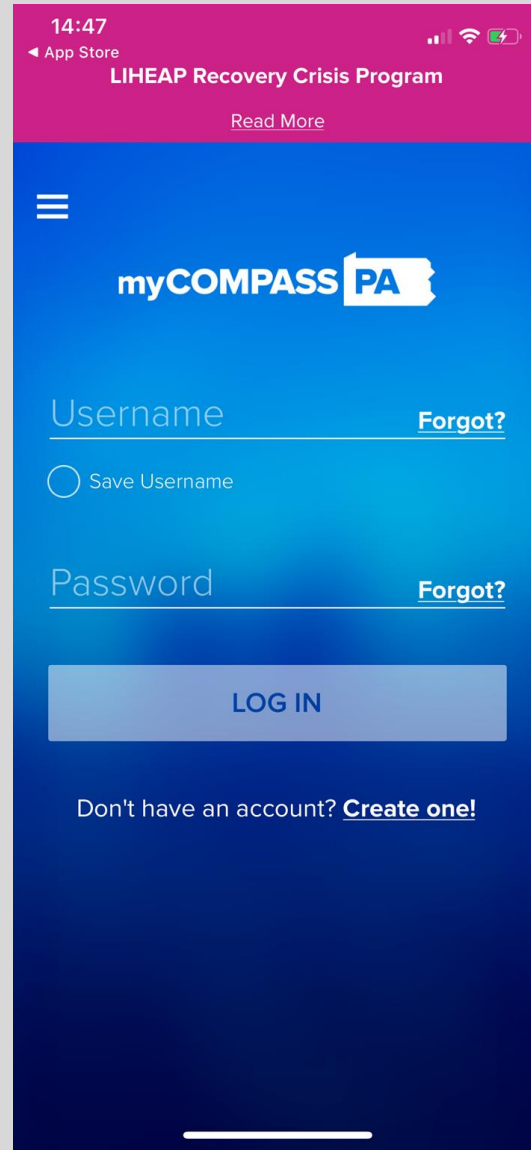 14:47
App Store
LIHEAP Recovery Crisis Program
Read More
myCOMPASS PA
Username
Forgot?
Save Username
Password
Forgot?
LOG IN
Don't have an account? Create one!